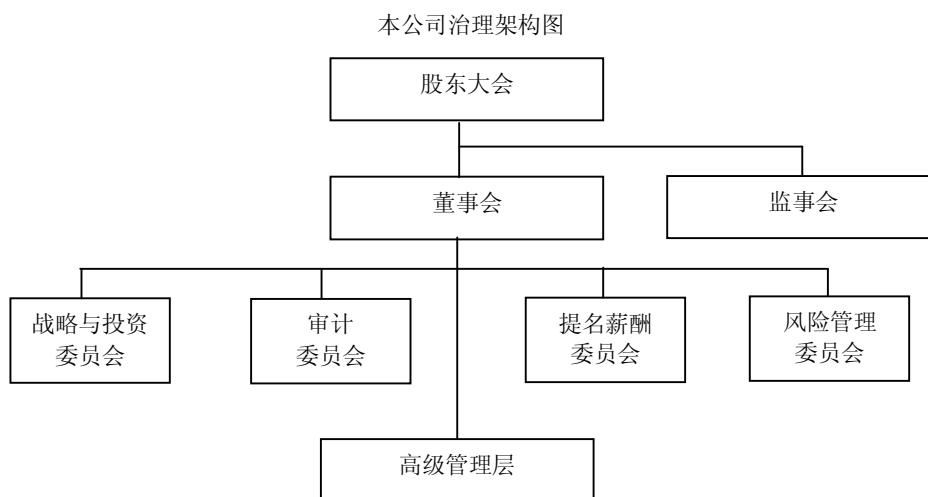 本公司治理架构图
股东大会
董事会
监事会
战略与投资
委员会
审计
委员会
提名薪酬
委员会
风险管理
委员会
高级管理层